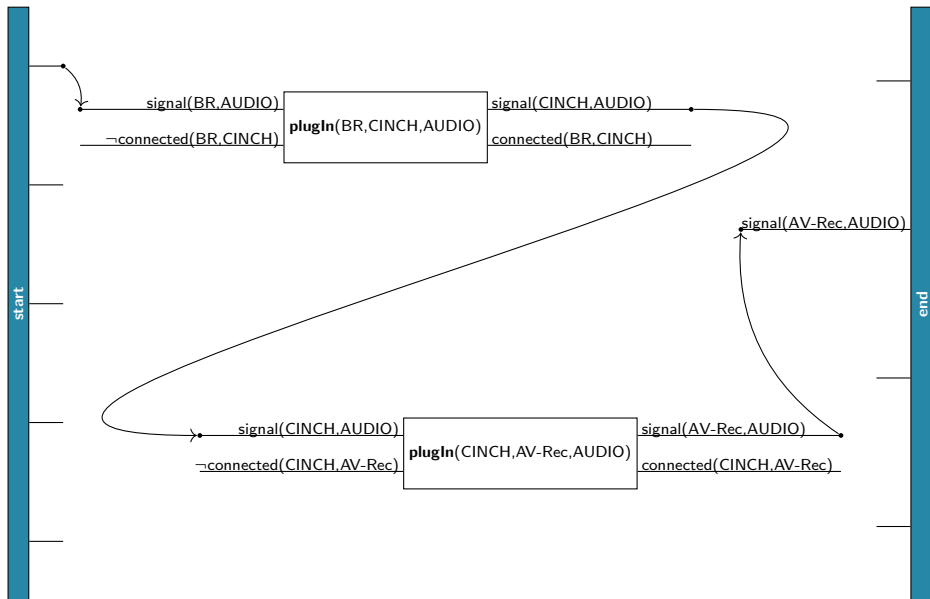 start
signal(BR,AUDIO)
¬connected(BR,CINCH)
plugIn(BR,CINCH,AUDIO)
signal(CINCH,AUDIO)
connected(BR,CINCH)
signal(AV-Rec,AUDIO)
end
signal(CINCH,AUDIO)
¬connected(CINCH,AV-Rec)
plugIn(CINCH,AV-Rec,AUDIO)
signal(AV-Rec,AUDIO)
connected(CINCH,AV-Rec)